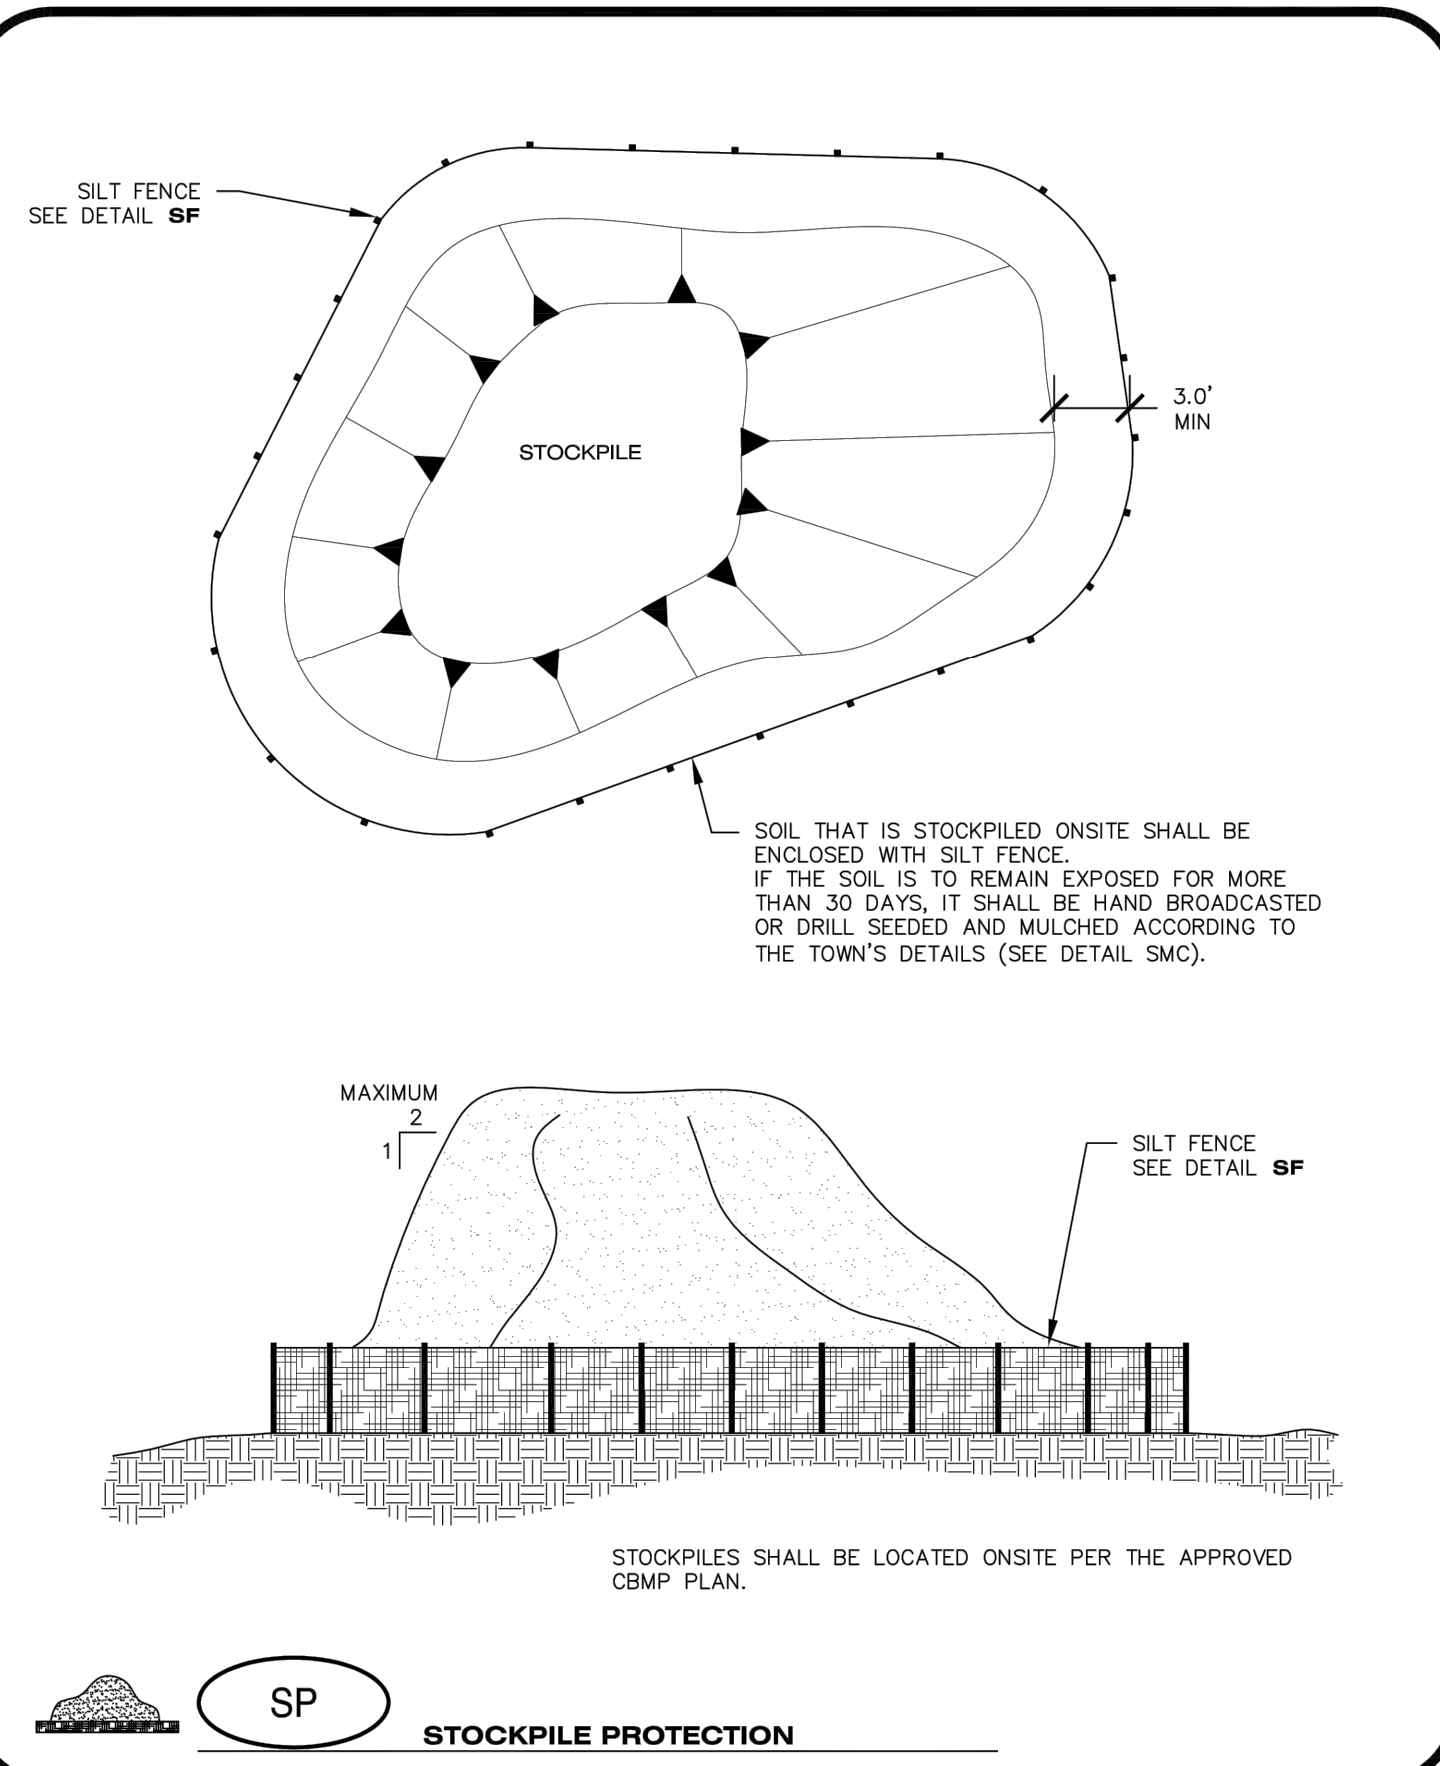 SILT FENCE
SEE DETAIL SF
3.0'
MIN
STOCKPILE
SOIL THAT IS STOCKPILED ONSITE SHALL BE
ENCLOSED WITH SILT FENCE.
IF THE SOIL IS TO REMAIN EXPOSED FOR MORE
THAN 30 DAYS, IT SHALL BE HAND BROADCASTED
OR DRILL SEEDED AND MULCHED ACCORDING TO
THE TOWN'S DETAILS (SEE DETAIL SMC).
MAXIMUM
2
1
SILT FENCE
SEE DETAIL SF
STOCKPILES SHALL BE LOCATED ONSITE PER THE APPROVED
CBMP PLAN.
SP
STOCKPILE PROTECTION